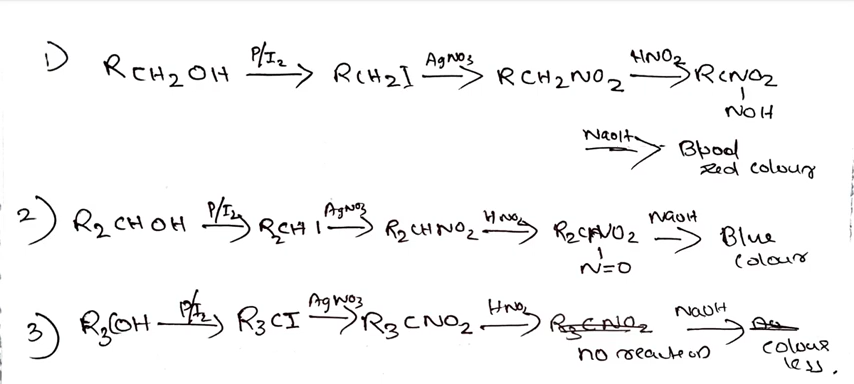 1) RCH2OH P/I2 → RCH2I AgNO3 → RCH2NO2 HNO2 → RCNO2
NOH
NaOH → Blood
red colour
2) R2CHOH P/I2 → R2CHI AgNO3 → R2CHNO2 HNO2 → R2CNO2 NaOH → Blue
N=O
colour
3) R3COH P/I2 → R3CI AgNO3 → R3CNO2 HNO2 → R3CNO2 NaOH →
no reaction
colour
less.